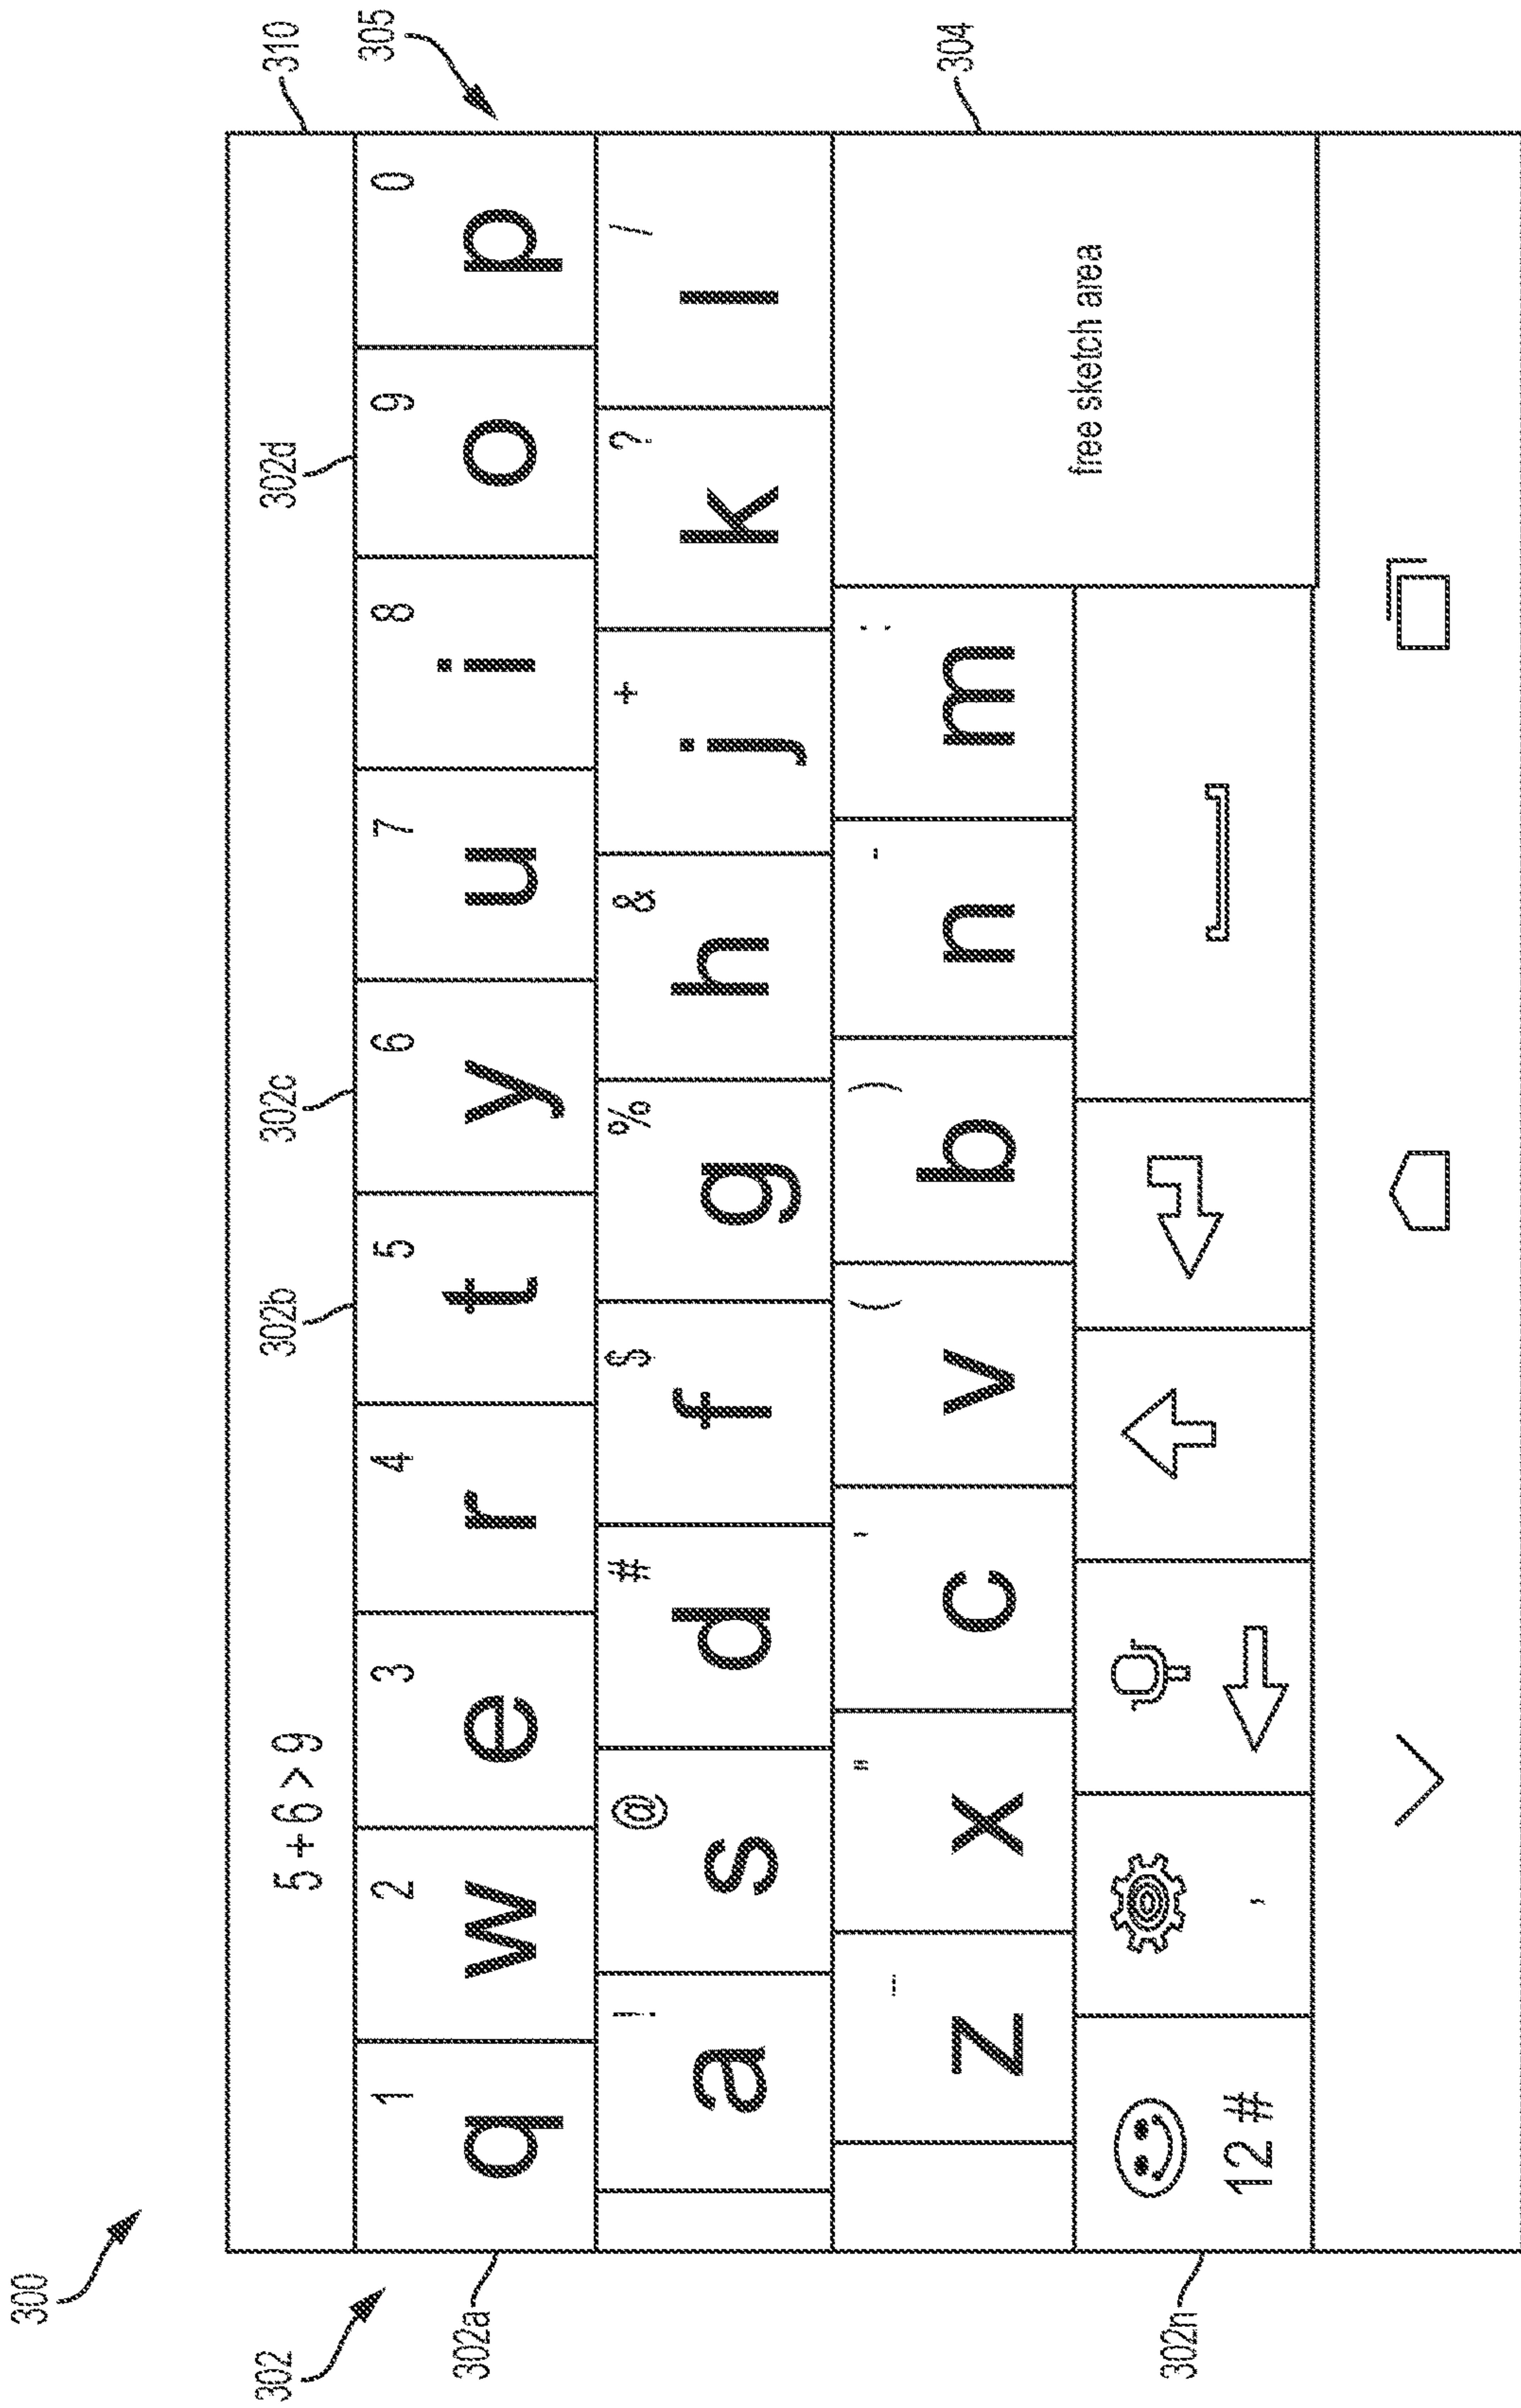 300
302
302b
302c
302d
310
305
5 + 6 > 9
302a
1 2 3 4 5 6 7 8 9 0
q w e r t y u i o p
! @ # $ % & + ? /
a s d f g h j k l
" ' ( ) - :
z x c v b n m
304
free sketch area
302n
12 #
,